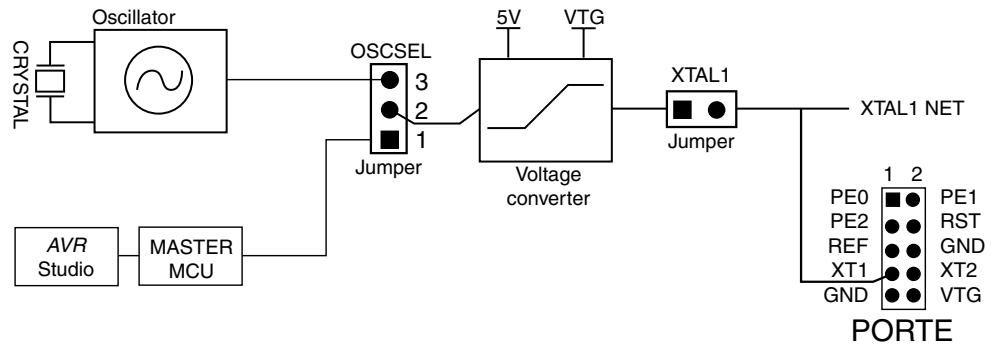 Oscillator
5V
VTG
CRYSTAL
OSCSEL
3
2
1
Jumper
XTAL1
Jumper
XTAL1 NET
Voltage
converter
AVR
Studio
MASTER
MCU
1 2
PE0 PE1
PE2 RST
REF GND
XT1 XT2
GND VTG
PORTE